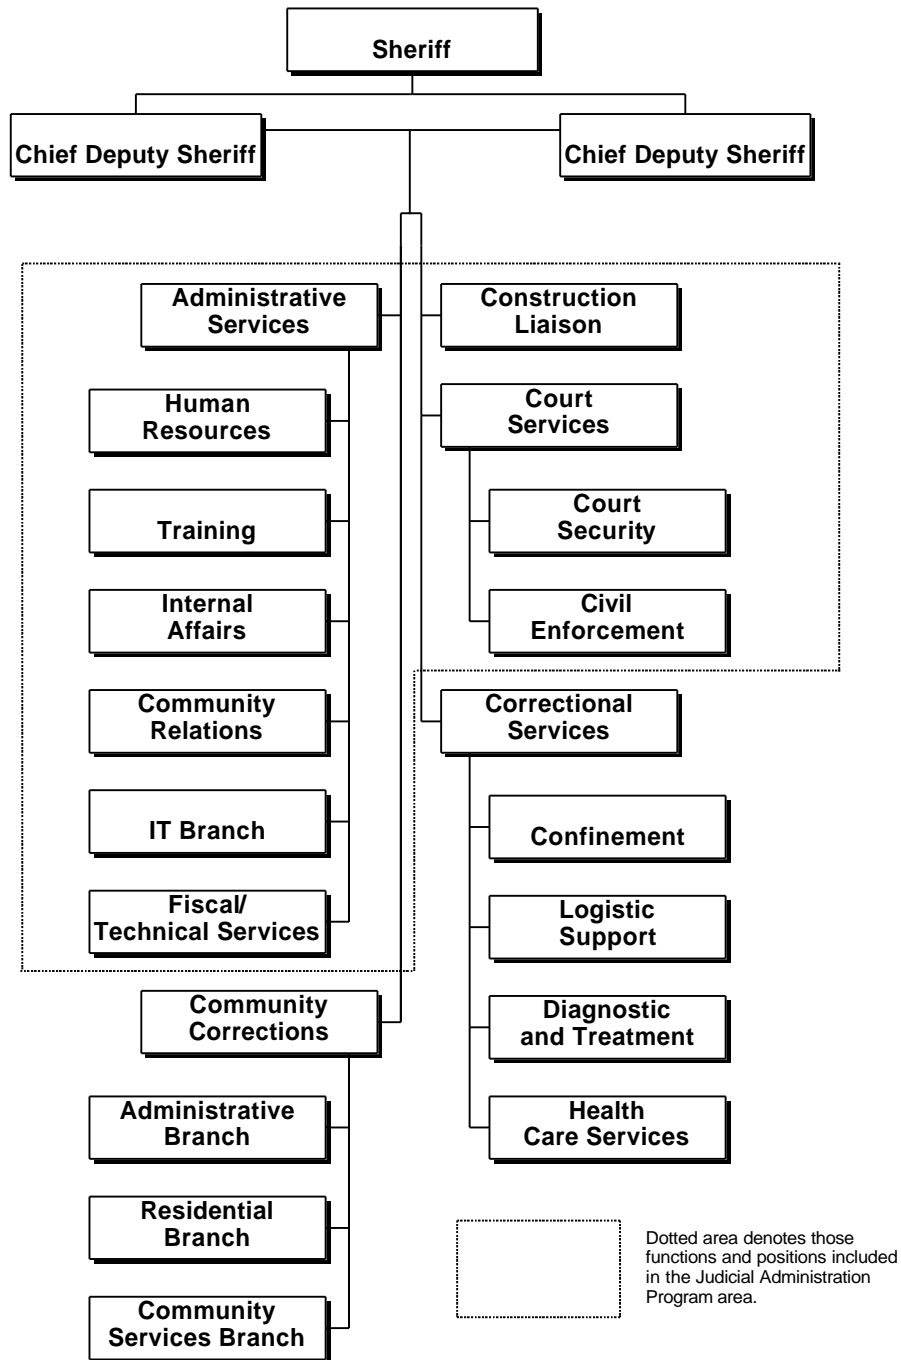 Sheriff
Chief Deputy Sheriff
Chief Deputy Sheriff
Administrative
Services
Human
Resources
Training
Internal
Affairs
Community
Relations
IT Branch
Fiscal/
Technical Services
Community
Corrections
Administrative
Branch
Residential
Branch
Community
Services Branch
Construction
Liaison
Court
Services
Court
Security
Civil
Enforcement
Correctional
Services
Confinement
Logistic
Support
Diagnostic
and Treatment
Health
Care Services
Dotted area denotes those
functions and positions included
in the Judicial Administration
Program area.